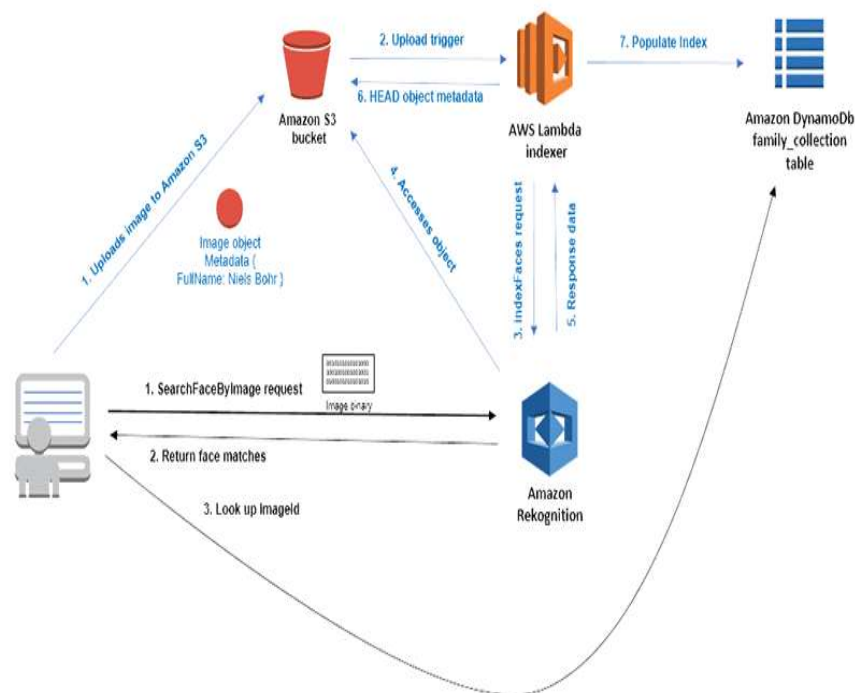 2. Upload trigger
7. Populate Index
6. HEAD object metadata
Amazon S3
bucket
AWS Lambda
indexer
Amazon DynamoDb
family_collection
table
1. Uploads image to Amazon S3
4. Accesses object
Image object
Metadata {
FullName: Niels Bohr }
3. IndexFaces request
5. Response data
1. SearchFaceByImage request
Image binary
2. Return face matches
3. Look up ImageId
Amazon
Rekognition